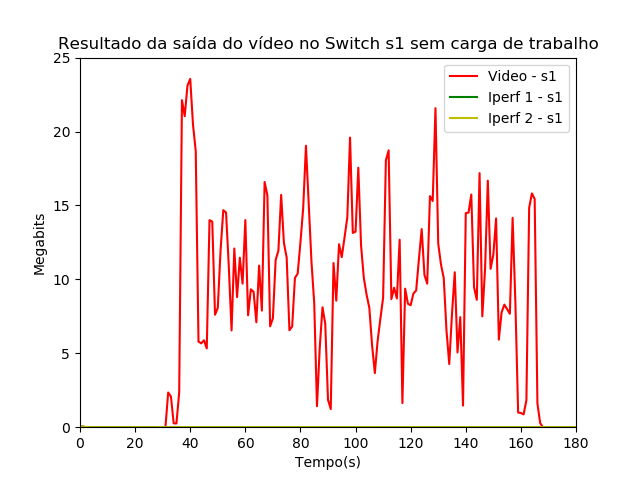 Resultado da saída do vídeo no Switch s1 sem carga de trabalho
25
20
15
10
5
0
Megabits
Video - s1
Iperf 1 - s1
Iperf 2 - s1
0 20 40 60 80 100 120 140 160 180
Tempo(s)